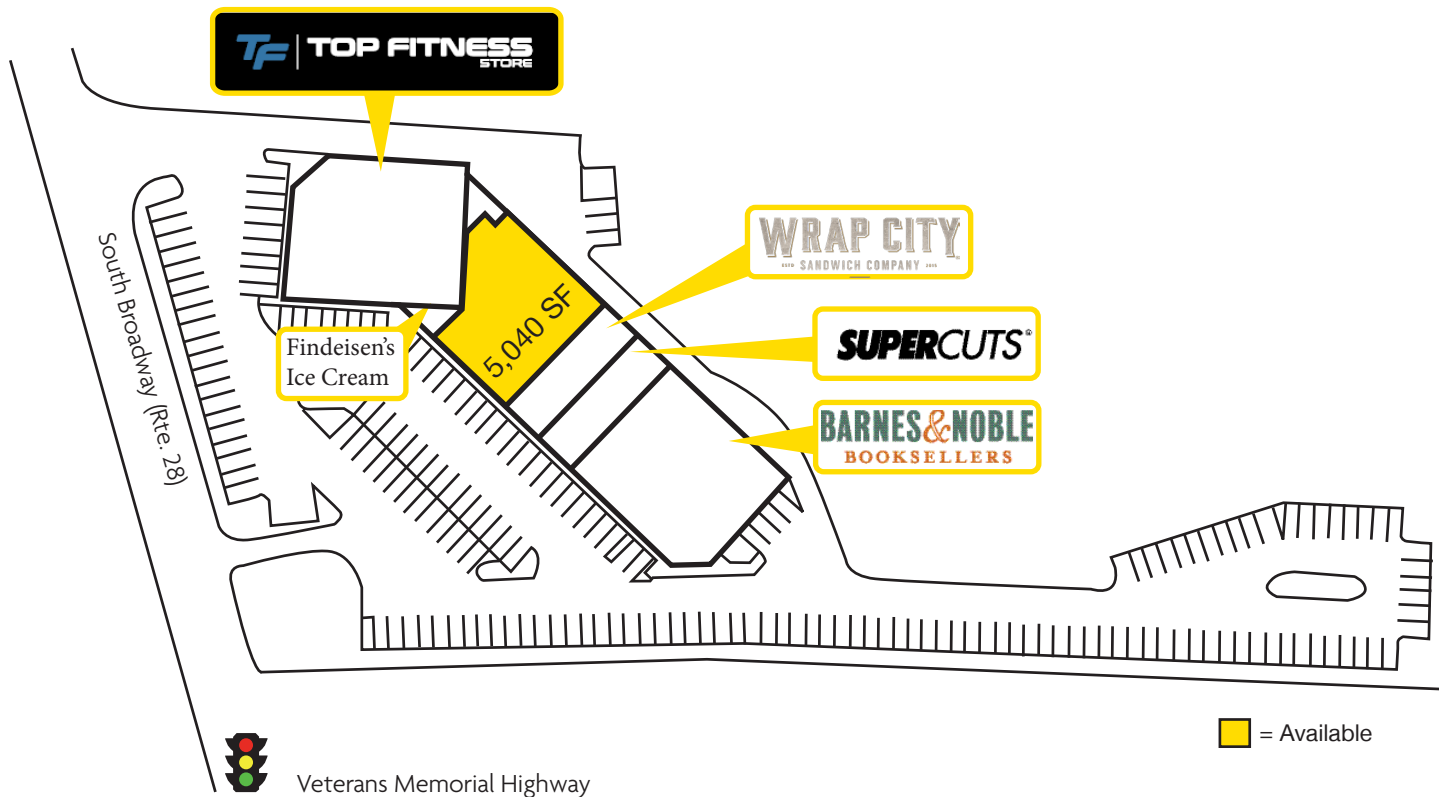 TF | TOP FITNESS
STORE
WRAP CITY
SANDWICH COMPANY
SUPERCUTS
BARNES & NOBLE
BOOKSELLERS
Findeisen's
Ice Cream
5,040 SF
South Broadway (Rte. 28)
= Available
Veterans Memorial Highway